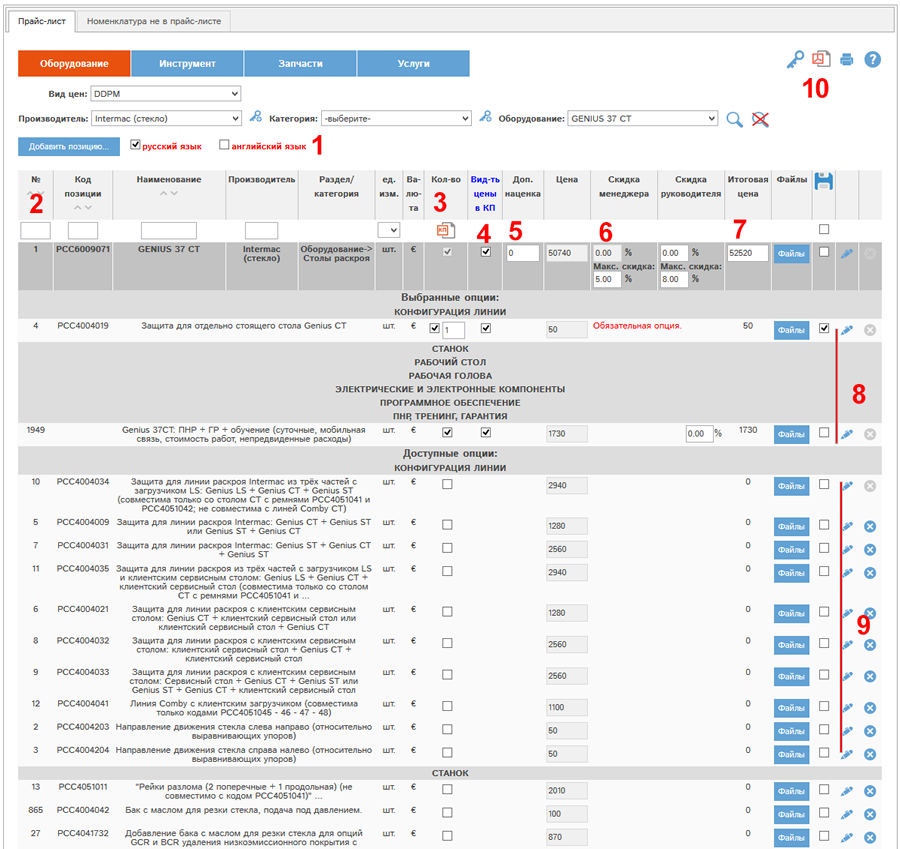 Прайс-лист Номенклатура не в прайс-листе
Оборудование Инструмент Запчасти Услуги
10
Вид цен: DDPM
Производитель: Intermac (стекло) Категория: -выберите- Оборудование: GENIUS 37 CT
Добавить позицию... русский язык английский язык 1
№ Код позиции Наименование Производитель Раздел/категория ед. изм. Ва-лю-та Кол-во Вид-ть цены в КП Доп. наценка Цена Скидка менеджера Скидка руководителя Итоговая цена Файлы
2 3 4 5 6 7
КП
1 PCC6009071 GENIUS 37 CT Intermac (стекло) Оборудование-> Столы раскроя шт. € 0 50740 0.00 % 0.00 % 52520 Файлы
Макс. скидка: Макс. скидка:
5.00 % 8.00 %
Выбранные опции:
КОНФИГУРАЦИЯ ЛИНИИ
4 PCC4004019 Защита для отдельно стоящего стола Genius CT шт. € 1 50 Обязательная опция. 50 Файлы
СТАНОК
РАБОЧИЙ СТОЛ
РАБОЧАЯ ГОЛОВА
ЭЛЕКТРИЧЕСКИЕ И ЭЛЕКТРОННЫЕ КОМПОНЕНТЫ
8
ПРОГРАММНОЕ ОБЕСПЕЧЕНИЕ
ПНР, ТРЕНИНГ, ГАРАНТИЯ
1949 Genius 37CT: ПНР + ГР + обучение (суточные, мобильная шт. € 1730 0.00 % 1730 Файлы
связь, стоимость работ, непредвиденные расходы)
Доступные опции:
КОНФИГУРАЦИЯ ЛИНИИ
10 PCC4004034 Защита для линии раскроя Intermac из трёх частей с шт. € 2940 0 Файлы
загрузчиком LS: Genius LS + Genius CT + Genius ST
(совместима только со столом CT с ремнями PCC4051041 и
PCC4051042; не совместима с линей Comby CT)
5 PCC4004009 Защита для линии раскроя Intermac: Genius CT + Genius ST шт. € 1280 0 Файлы
или Genius ST + Genius CT
7 PCC4004031 Защита для линии раскроя Intermac: Genius ST + Genius CT шт. € 2560 0 Файлы
+ Genius ST
11 PCC4004035 Защита для линии раскроя из трёх частей с загрузчиком LS шт. € 2940 0 Файлы
и клиентским сервисным столом: Genius LS + Genius CT +
клиентский сервисный стол (совместима только со столом
CT с ремнями PCC4051041 и ...
6 PCC4004021 Защита для линии раскроя с клиентским сервисным шт. € 1280 0 Файлы
столом: Genius CT + клиентский сервисный стол или
клиентский сервисный стол + Genius CT
9
8 PCC4004032 Защита для линии раскроя с клиентским сервисным шт. € 2560 0 Файлы
столом: клиентский сервисный стол + Genius CT +
клиентский сервисный стол
9 PCC4004033 Защита для линии раскроя с клиентским сервисным шт. € 2560 0 Файлы
столом: Сервисный стол + Genius CT + Genius ST или
Genius ST + Genius CT + клиентский сервисный стол
12 PCC4004041 Линия Comby с клиентским загрузчиком (совместима шт. € 1100 0 Файлы
только кодами PCC4051045 - 46 - 47 - 48)
2 PCC4004203 Направление движения стекла слева направо (относительно шт. € 50 0 Файлы
выравнивающих упоров)
3 PCC4004204 Направление движения стекла справа налево (относительно шт. € 50 0 Файлы
выравнивающих упоров)
СТАНОК
13 PCC4051011 "Рейки разлома (2 поперечные + 1 продольная) (не шт. € 2010 0 Файлы
совместимо с кодом PCC4051041)" ...
865 PCC4004042 Бак с маслом для резки стекла, подача под давлением. шт. € 100 0 Файлы
27 PCC4041732 Добавление бака с маслом для резки стекла для опций шт. € 870 0 Файлы
GCR и BCR удаления низкоэмиссионного покрытия с